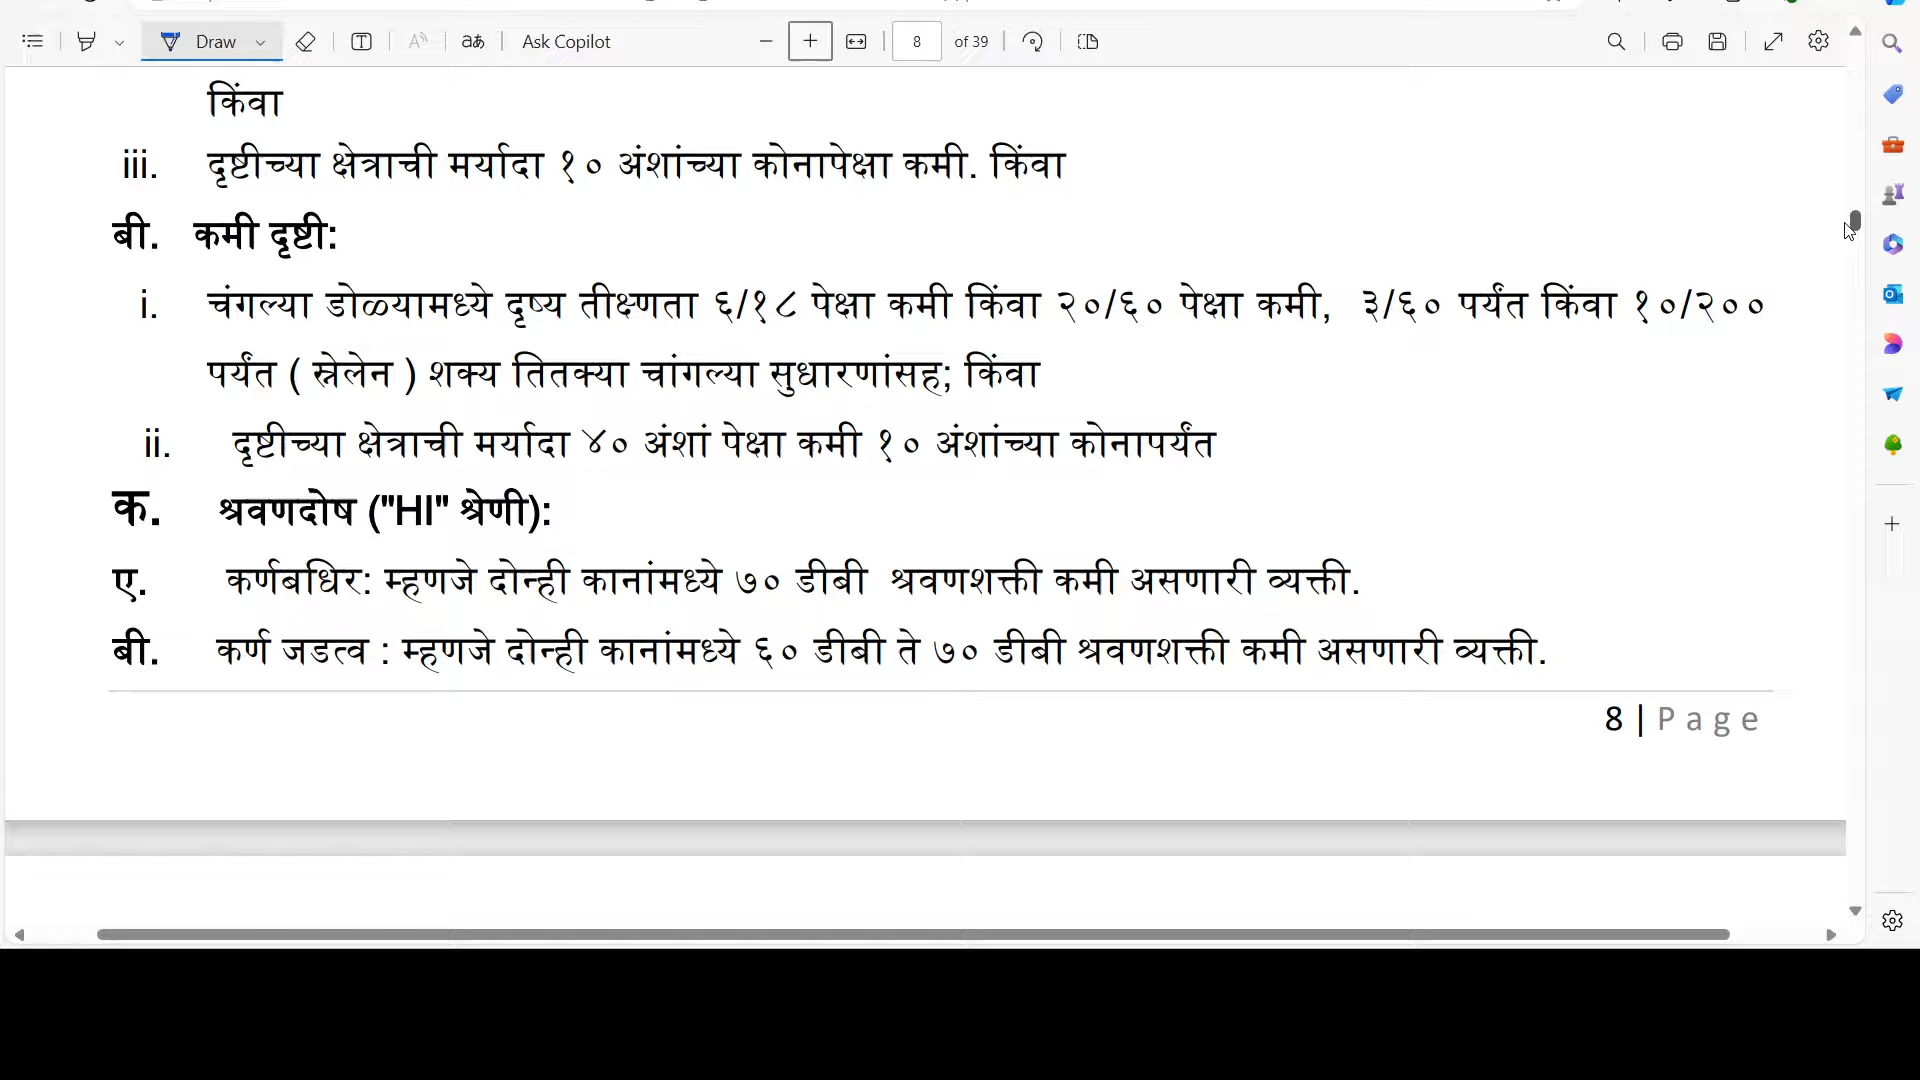 Draw
aあ
Ask Copilot
8 of 39
किंवा
iii. दृष्टीच्या क्षेत्राची मर्यादा १० अंशांच्या कोनापेक्षा कमी. किंवा
बी. कमी दृष्टी:
i. चंगल्या डोळ्यामध्ये दृष्य तीक्ष्णता ६/१८ पेक्षा कमी किंवा २०/६० पेक्षा कमी, ३/६० पर्यंत किंवा १०/२००
पर्यंत ( स्नेलेन ) शक्य तितक्या चांगल्या सुधारणांसह; किंवा
ii. दृष्टीच्या क्षेत्राची मर्यादा ४० अंशां पेक्षा कमी १० अंशांच्या कोनापर्यंत
क. श्रवणदोष ("HI" श्रेणी):
ए. कर्णबधिर: म्हणजे दोन्ही कानांमध्ये ७० डीबी श्रवणशक्ती कमी असणारी व्यक्ती.
बी. कर्ण जडत्व : म्हणजे दोन्ही कानांमध्ये ६० डीबी ते ७० डीबी श्रवणशक्ती कमी असणारी व्यक्ती.
8 | Page